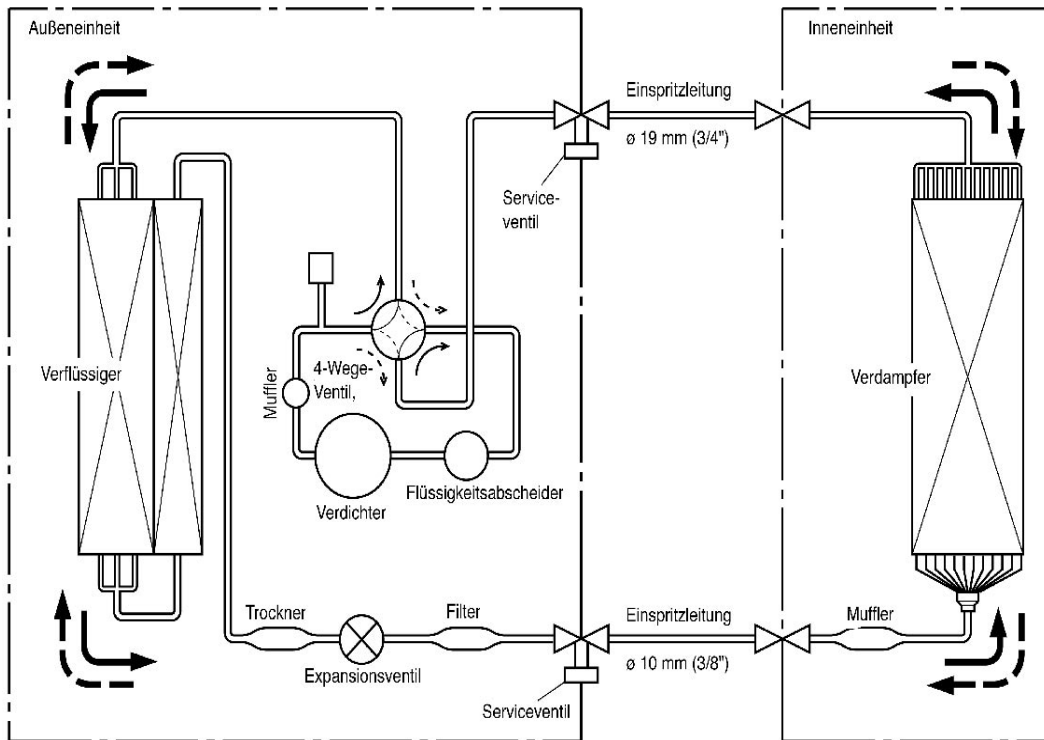 Außeneinheit
Inneneinheit
Einspritzleitung
ø 19 mm (3/4")
Service-
ventil
Verflüssiger
Muffler
4-Wege-
Ventil,
Verdampfer
Flüssigkeitsabscheider
Verdichter
Trockner
Filter
Einspritzleitung
Muffler
Expansionsventil
ø 10 mm (3/8")
Serviceventil